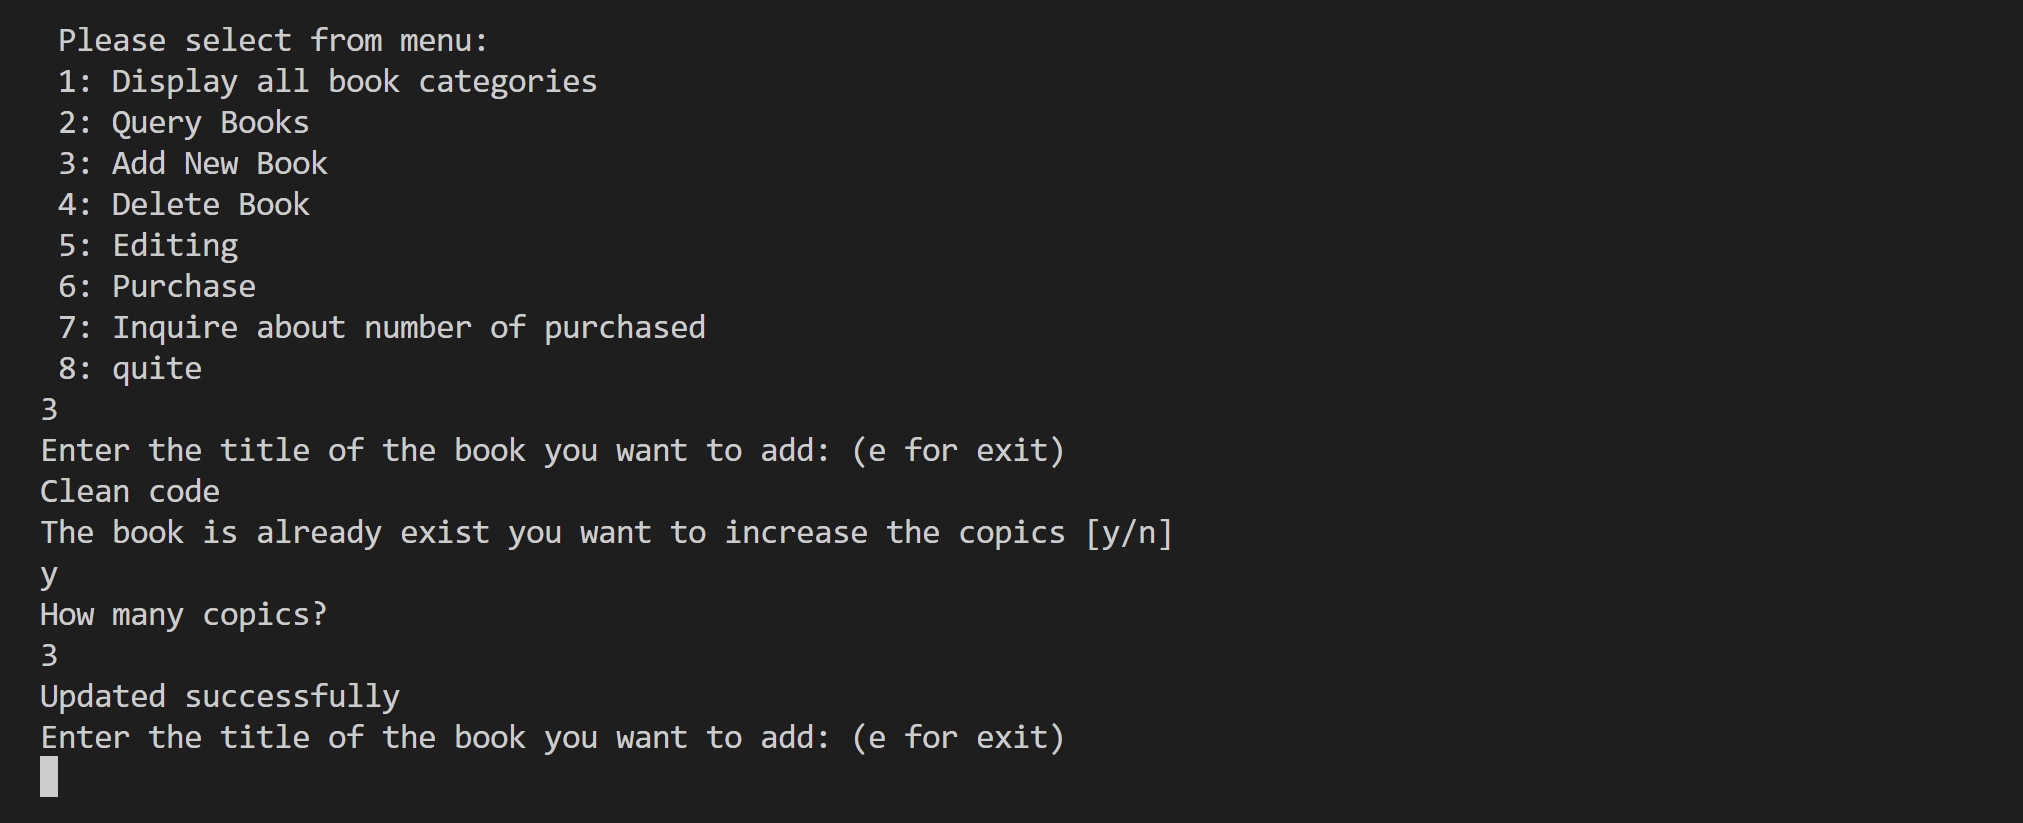 Please select from menu:
1: Display all book categories
2: Query Books
3: Add New Book
4: Delete Book
5: Editing
6: Purchase
7: Inquire about number of purchased
8: quite
3
Enter the title of the book you want to add: (e for exit)
Clean code
The book is already exist you want to increase the copics [y/n]
y
How many copics?
3
Updated successfully
Enter the title of the book you want to add: (e for exit)